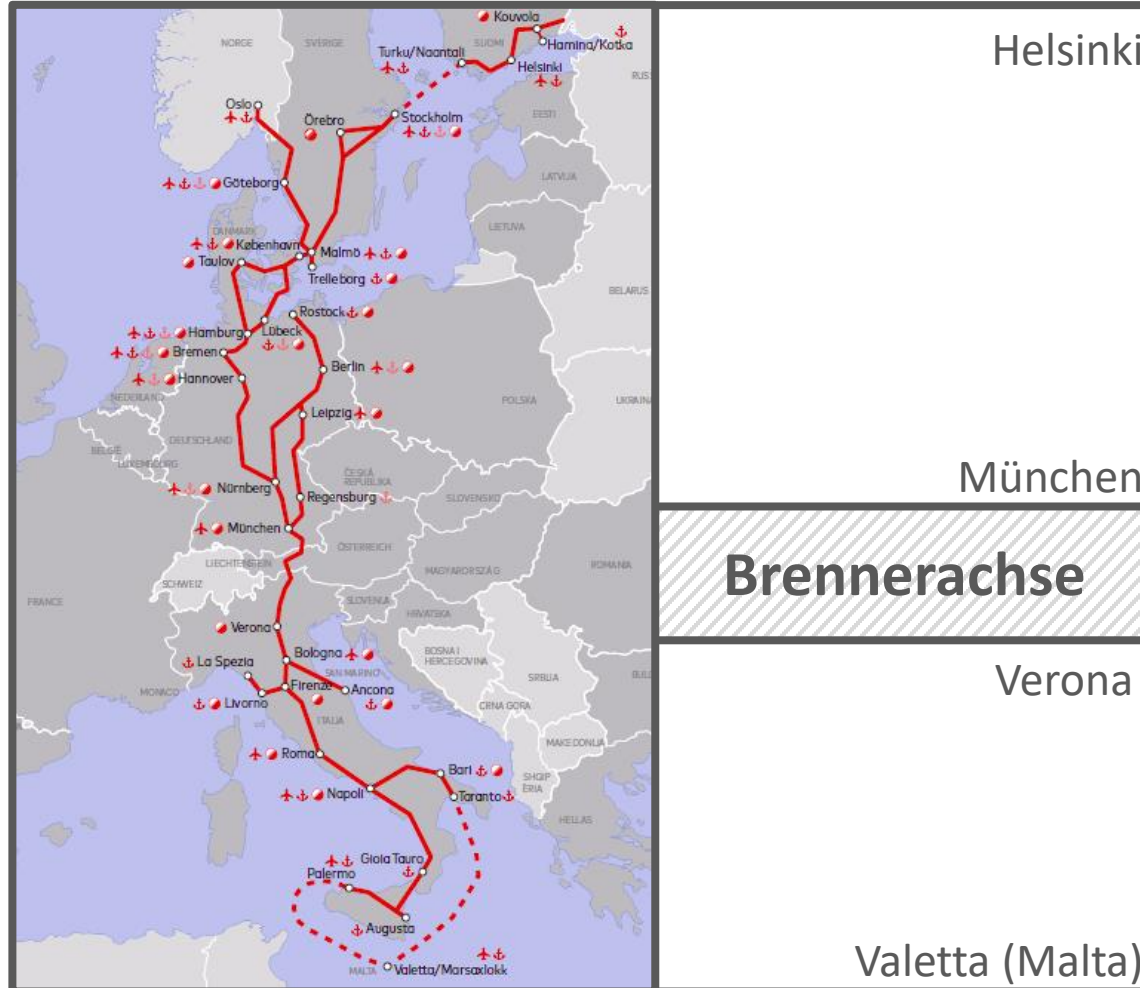 Kouvola
NORGE
SVERIGE
SUOMI
Hamina/Kotka
Turku/Naantali
Helsinki
Oslo
Örebro
Stockholm
EESTI
LATVIJA
Göteborg
DANMARK
LIETUVA
København
Malmö
Taulov
Trelleborg
BELARUS
Rostock
Hamburg
Lübeck
Bremen
Berlin
Hannover
NEDERLAND
POLSKA
Leipzig
DEUTSCHLAND
BELGIË
LUXEMBOURG
ČESKÁ
REPUBLIKA
Nürnberg
Regensburg
SLOVENSKO
München
ÖSTERREICH
LIECHTENSTEIN
MAGYARORSZÁG
ROMANIA
SCHWEIZ
FRANCE
SLOVENIA
HRVATSKA
Verona
Bologna
BOSNA I
HERCEGOVINA
La Spezia
SAN MARINO
SRBIJA
MONACO
Firenze
Ancona
CRNA GORA
Livorno
ITALIA
MAKEDONIJA
Roma
Bari
SHQIP
ËRIA
Napoli
Taranto
HELLAS
Gioia Tauro
Palermo
Augusta
MALTA
Valetta/Marsaxlokk
Helsinki
München
Brennerachse
Verona
Valetta (Malta)